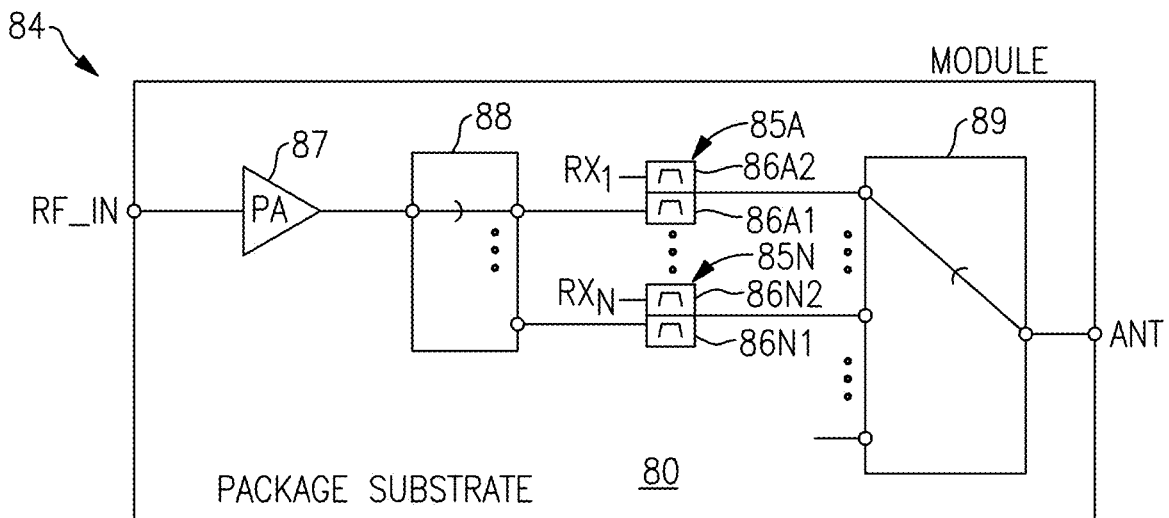 84
MODULE
87
88
85A
89
RX1
86A2
RF_IN
PA
86A1
85N
RXN
86N2
86N1
ANT
PACKAGE SUBSTRATE
80